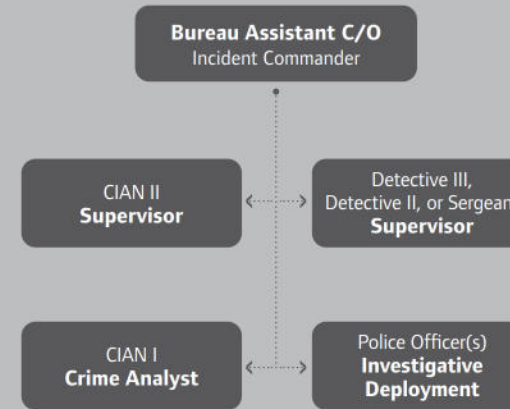 Bureau Assistant C/O
Incident Commander
CIAN II
Supervisor
Detective III,
Detective II, or Sergean
Supervisor
CIAN I
Crime Analyst
Police Officer(s)
Investigative
Deployment